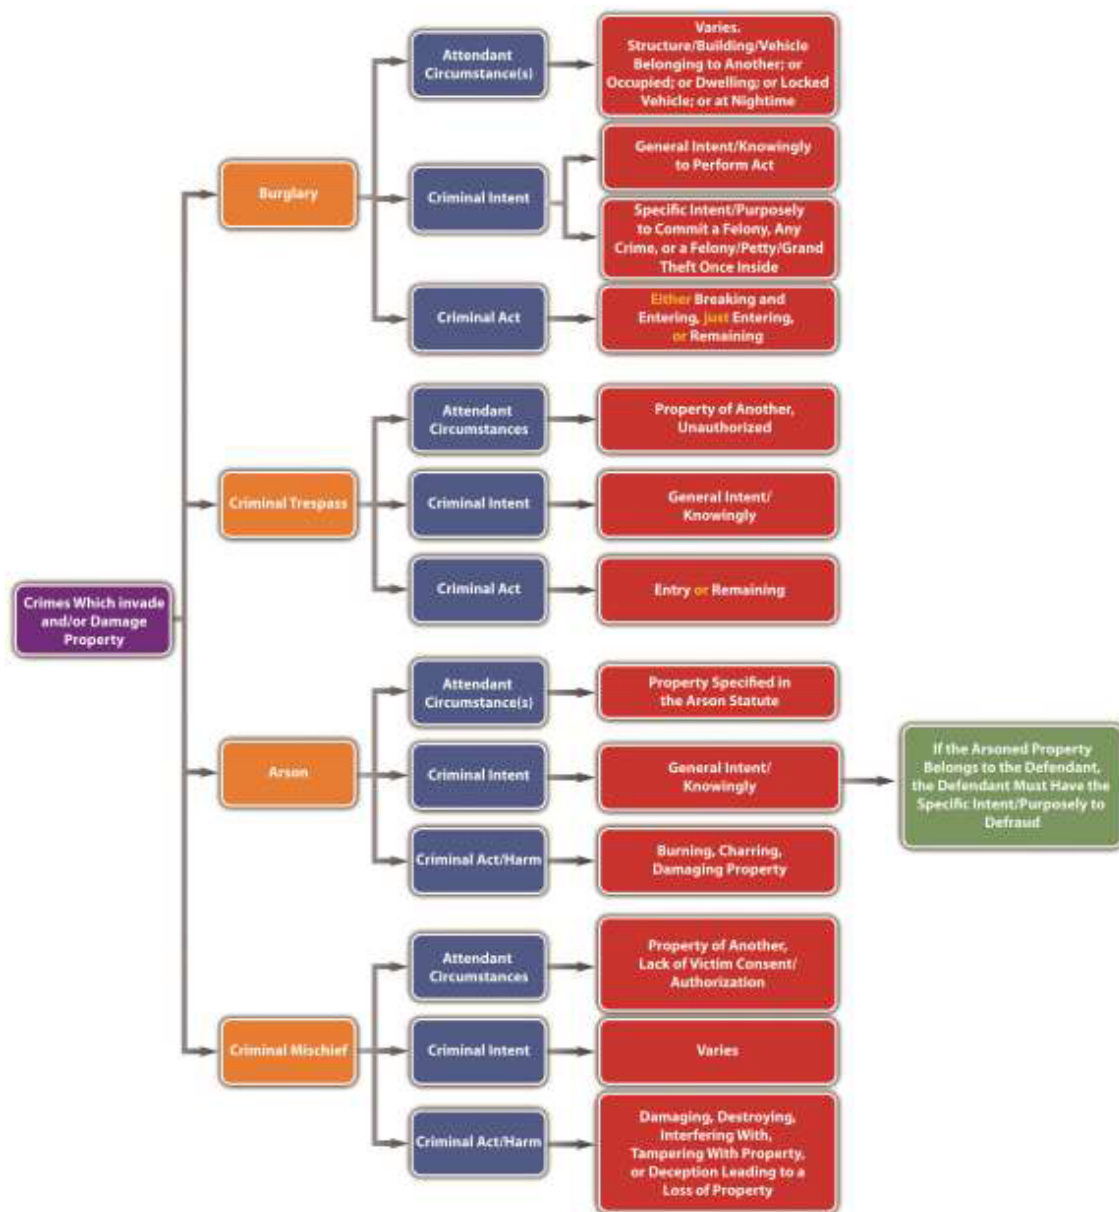 Crimes Which invade
and/or Damage
Property
Burglary
Attendant
Circumstance(s)
Varies.
Structure/Building/Vehicle
Belonging to Another; or
Occupied; or Dwelling; or Locked
Vehicle; or at Nightime
Criminal Intent
General Intent/Knowingly
to Perform Act
Specific Intent/Purposely
to Commit a Felony, Any
Crime, or a Felony/Petty/Grand
Theft Once Inside
Criminal Act
Either Breaking and
Entering, just Entering,
or Remaining
Criminal Trespass
Attendant
Circumstances
Property of Another,
Unauthorized
Criminal Intent
General Intent/
Knowingly
Criminal Act
Entry or Remaining
Arson
Attendant
Circumstance(s)
Property Specified in
the Arson Statute
Criminal Intent
General Intent/
Knowingly
If the Arsoned Property
Belongs to the Defendant,
the Defendant Must Have the
Specific Intent/Purposely to
Defraud
Criminal Act/Harm
Burning, Charring,
Damaging Property
Criminal Mischief
Attendant
Circumstances
Property of Another,
Lack of Victim Consent/
Authorization
Criminal Intent
Varies
Criminal Act/Harm
Damaging, Destroying,
Interfering With,
Tampering With Property,
or Deception Leading to a
Loss of Property